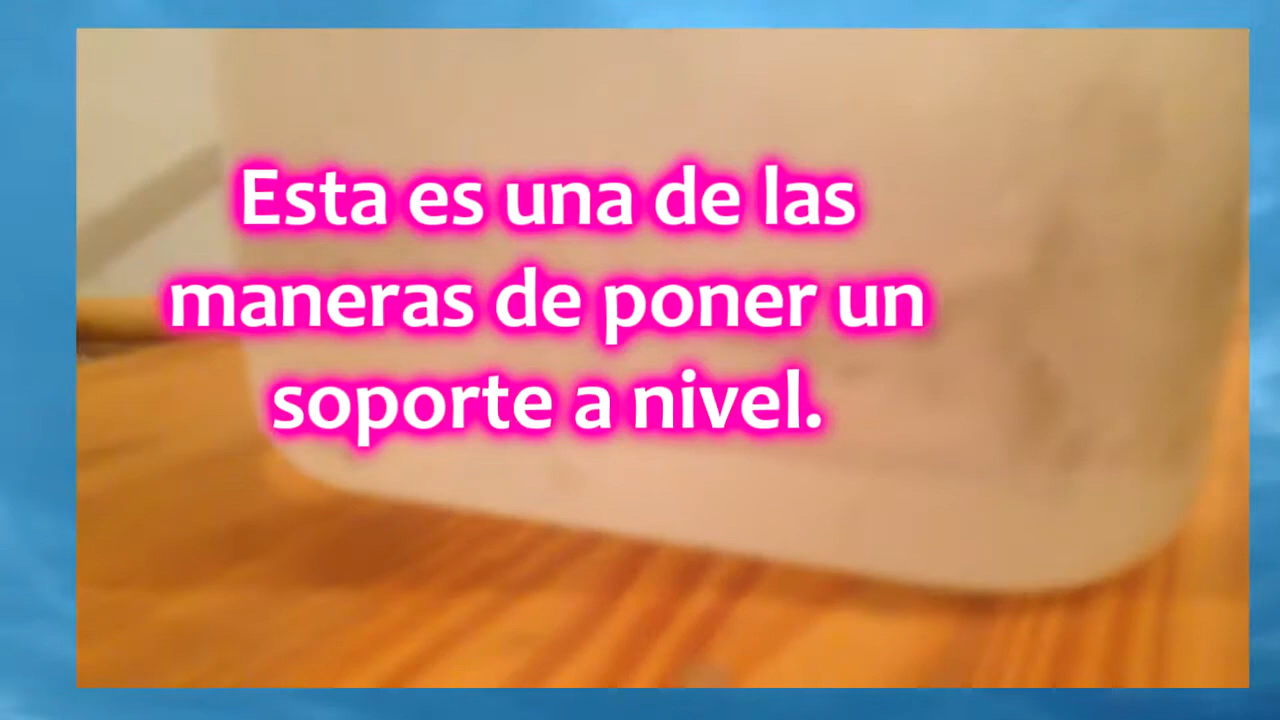 Esta es una de las
maneras de poner un
soporte a nivel.